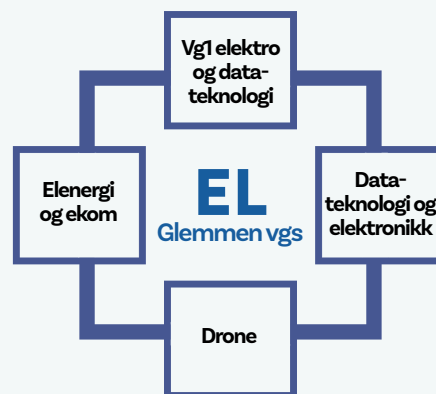 Vg1 elektro
og data-
teknologi
Elenergi
og ekom
EL
Glemmen vgs
Data-
teknologi og
elektronikk
Drone